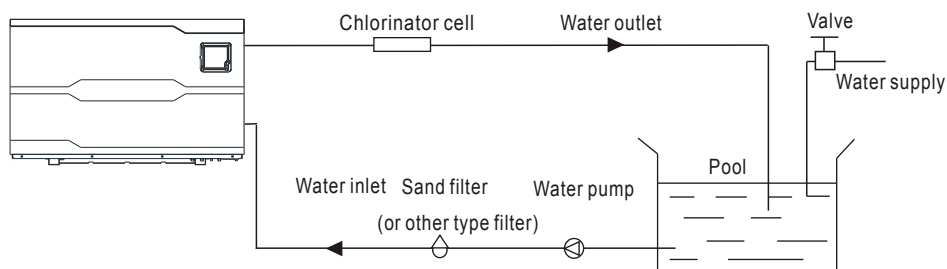 Chlorinator cell
Water outlet
Valve
Water supply
Pool
Water inlet
Sand filter
(or other type filter)
Water pump